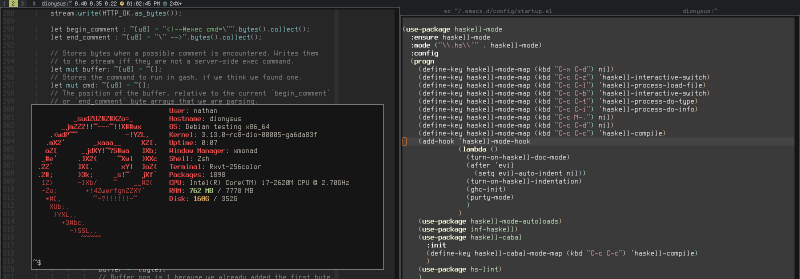 1 2 3 dionysus: ~ 0.40 0.35 0.22 01:02:45 PM 24%+
stream.write(HTTP_OK.as_bytes());
let begin_comment : ~[u8] = "<!--#exec cmd=\"".bytes().collect();
let end_comment : ~[u8] = "\" -->".bytes().collect();
// Stores bytes when a possible comment is encountered. Writes them
// to the stream iff they are not a server-side exec command.
let mut buffer: ~[u8] = ~[];
// Stores the command to run in gash, if we think we found one.
let mut cmd: ~[u8] = ~[];
// The position of the buffer, relative to the current `begin_comment`
// or `end_comment` byte arrays that we are parsing.
User: nathan
Hostname: dionysus
OS: Debian testing x86_64
Kernel: 3.13.0-rc8-dio-00005-ga6da83f
Uptime: 0:07
Window Manager: xmonad
Shell: Zsh
Terminal: Rxvt-256color
Packages: 1898
CPU: Intel(R) Core(TM) i7-2620M CPU @ 2.70GHz
RAM: 762 MB / 7778 MB
Disk: 160G / 352G
~$
// Buffer pos is 1 because we already added the first byte
ec ~/.emacs.d/config/startup.el
dionysus:~
(use-package haskell-mode
:ensure haskell-mode
:mode ("\\.hs\\'" . haskell-mode)
:config
(progn
(define-key haskell-mode-map (kbd "C-x C-d") nil)
(define-key haskell-mode-map (kbd "C-c C-z") 'haskell-interactive-switch)
(define-key haskell-mode-map (kbd "C-c C-l") 'haskell-process-load-file)
(define-key haskell-mode-map (kbd "C-c C-b") 'haskell-interactive-switch)
(define-key haskell-mode-map (kbd "C-c C-t") 'haskell-process-do-type)
(define-key haskell-mode-map (kbd "C-c C-i") 'haskell-process-do-info)
(define-key haskell-mode-map (kbd "C-c M-.") nil)
(define-key haskell-mode-map (kbd "C-c C-d") nil)
(define-key haskell-mode-map (kbd "C-c C-c") 'haskell-compile)
(add-hook 'haskell-mode-hook
(lambda ()
(turn-on-haskell-doc-mode)
(after 'evil
(setq evil-auto-indent nil))
(turn-on-haskell-indentation)
(ghc-init)
(purty-mode)
)
)
(use-package haskell-mode-autoloads)
(use-package inf-haskell)
(use-package haskell-cabal
:init
(define-key haskell-cabal-mode-map (kbd "C-c C-c") 'haskell-compile)
)
(use-package hs-lint)
)